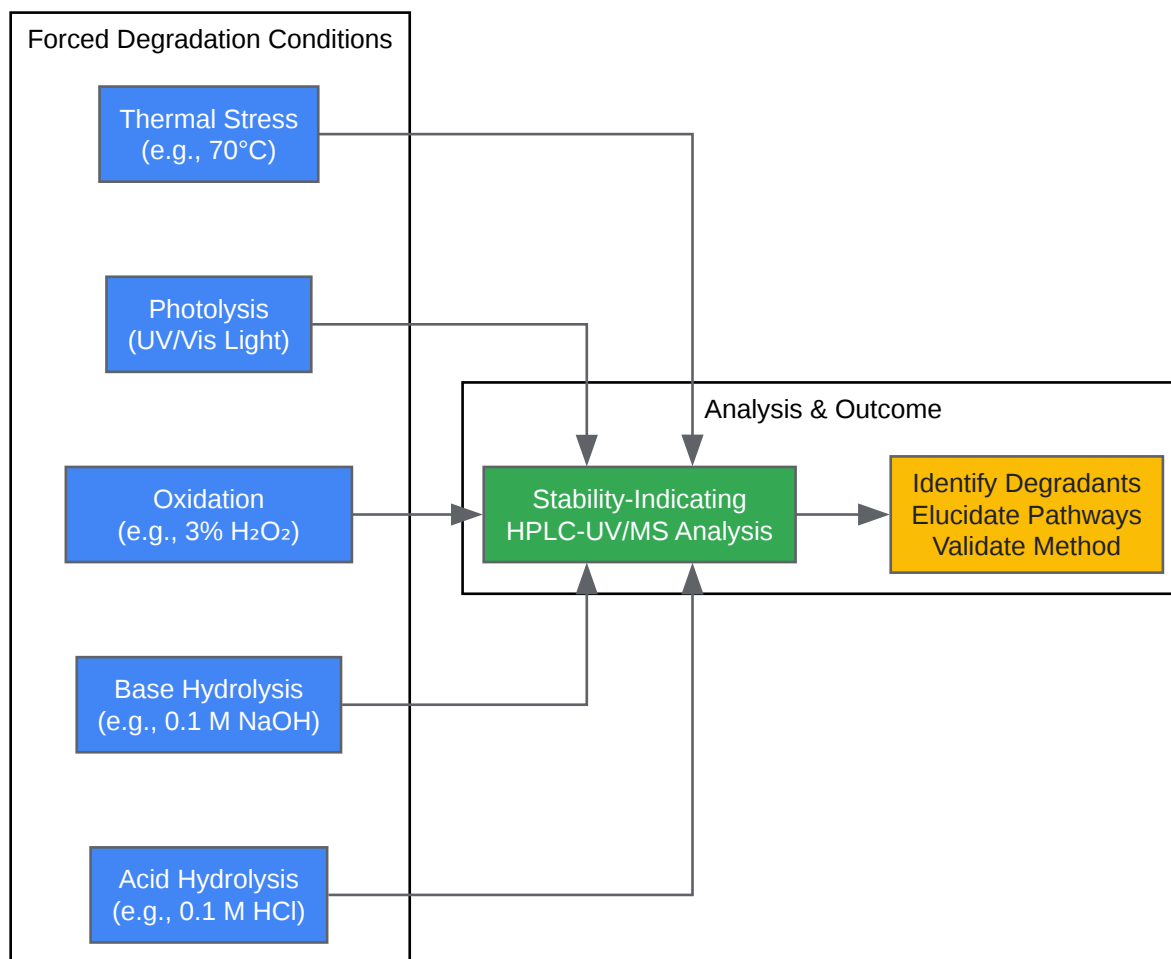 Forced Degradation Conditions
Thermal Stress
(e.g., 70°C)
Photolysis
(UV/Vis Light)
Oxidation
(e.g., 3% H₂O₂)
Base Hydrolysis
(e.g., 0.1 M NaOH)
Acid Hydrolysis
(e.g., 0.1 M HCl)
Analysis & Outcome
Stability-Indicating
HPLC-UV/MS Analysis
Identify Degradants
Elucidate Pathways
Validate Method